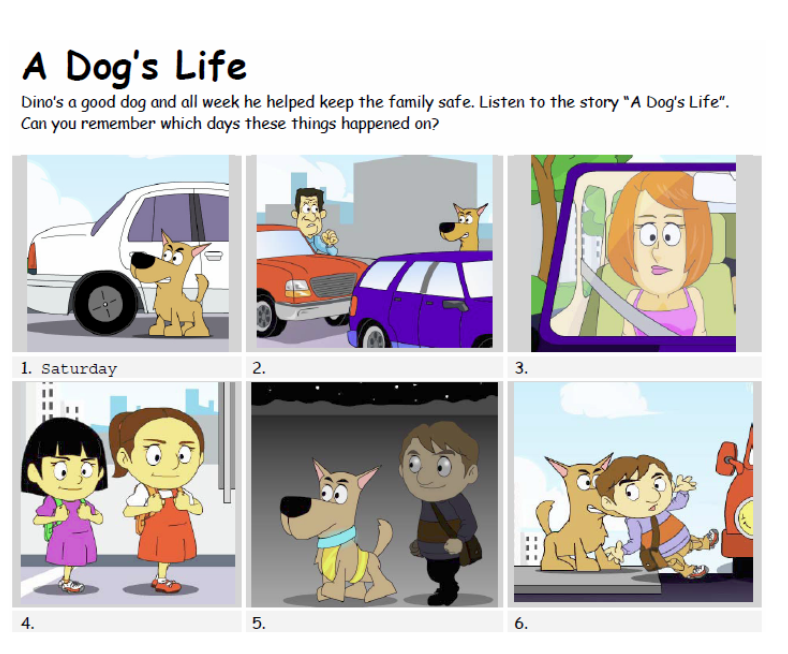 A Dog's Life
Dino's a good dog and all week he helped keep the family safe. Listen to the story "A Dog's Life".
Can you remember which days these things happened on?
1. Saturday
2.
3.
4.
5.
6.